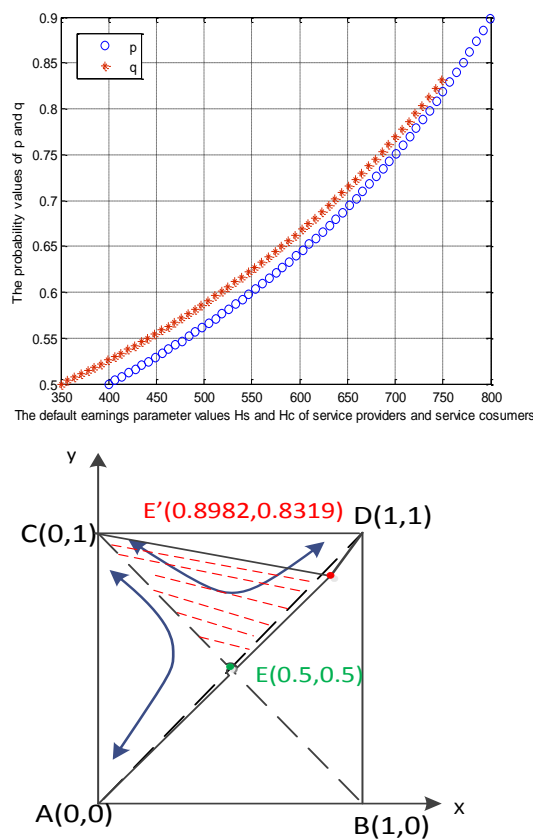 0.9
0.85
0.8
0.75
0.7
0.65
0.6
0.55
0.5
The probability values of p and q
p
q
350 400 450 500 550 600 650 700 750 800
The default earnings parameter values Hs and Hc of service providers and service cosumers
y
C(0,1)
E’(0.8982,0.8319)
D(1,1)
E(0.5,0.5)
A(0,0)
B(1,0)
x